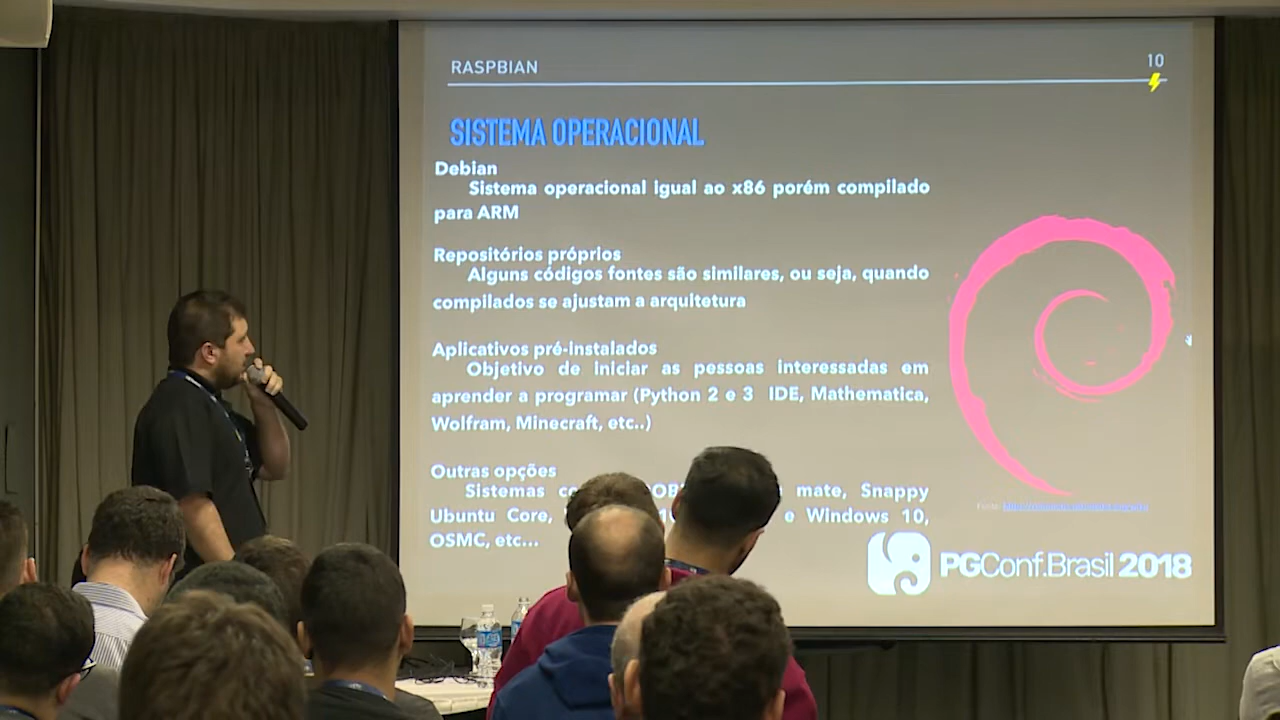 RASPBIAN
10
SISTEMA OPERACIONAL
Debian
Sistema operacional igual ao x86 porém compilado
para ARM
Repositórios próprios
Alguns códigos fontes são similares, ou seja, quando
compilados se ajustam a arquitetura
Aplicativos pré-instalados
Objetivo de iniciar as pessoas interessadas em
aprender a programar (Python 2 e 3 IDE, Mathematica,
Wolfram, Minecraft, etc..)
Outras opções
Sistemas mate, Snappy
Ubuntu Core, e Windows 10,
OSMC, etc...
Fonte:
PGConf.Brasil 2018